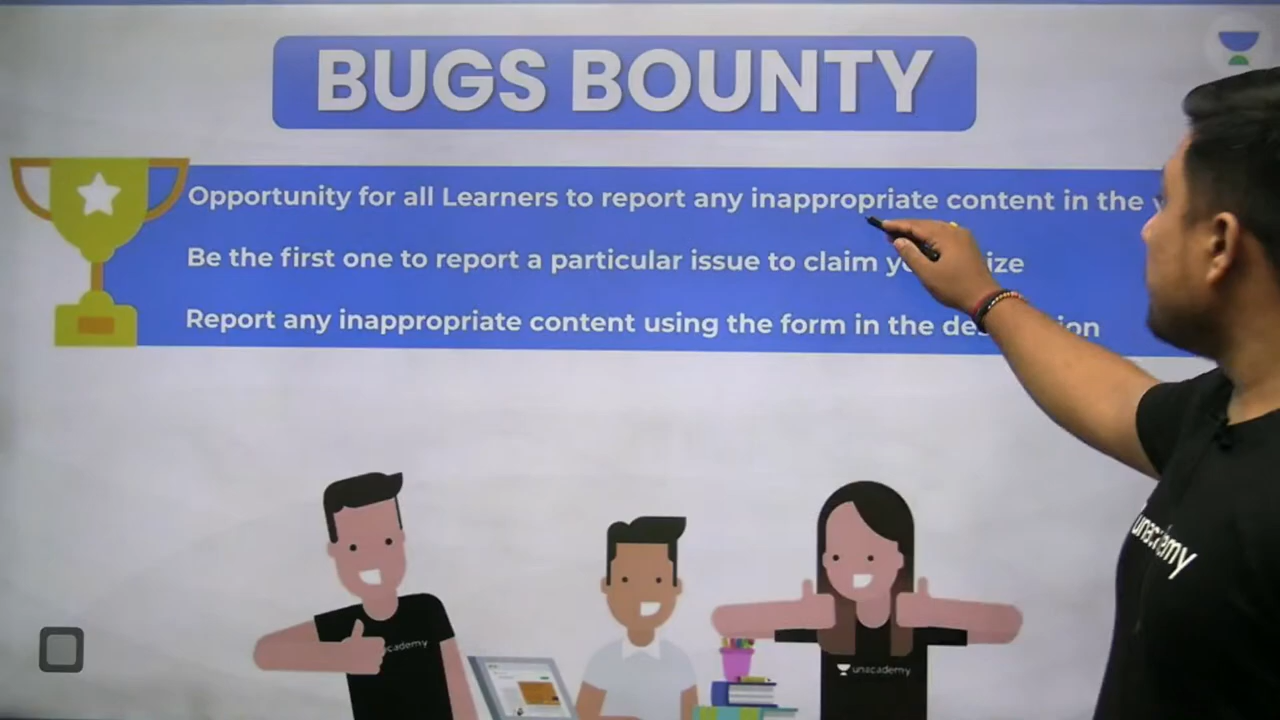 BUGS BOUNTY
Opportunity for all Learners to report any inappropriate content in the
Be the first one to report a particular issue to claim
Report any inappropriate content using the form in the
unacademy
unacademy